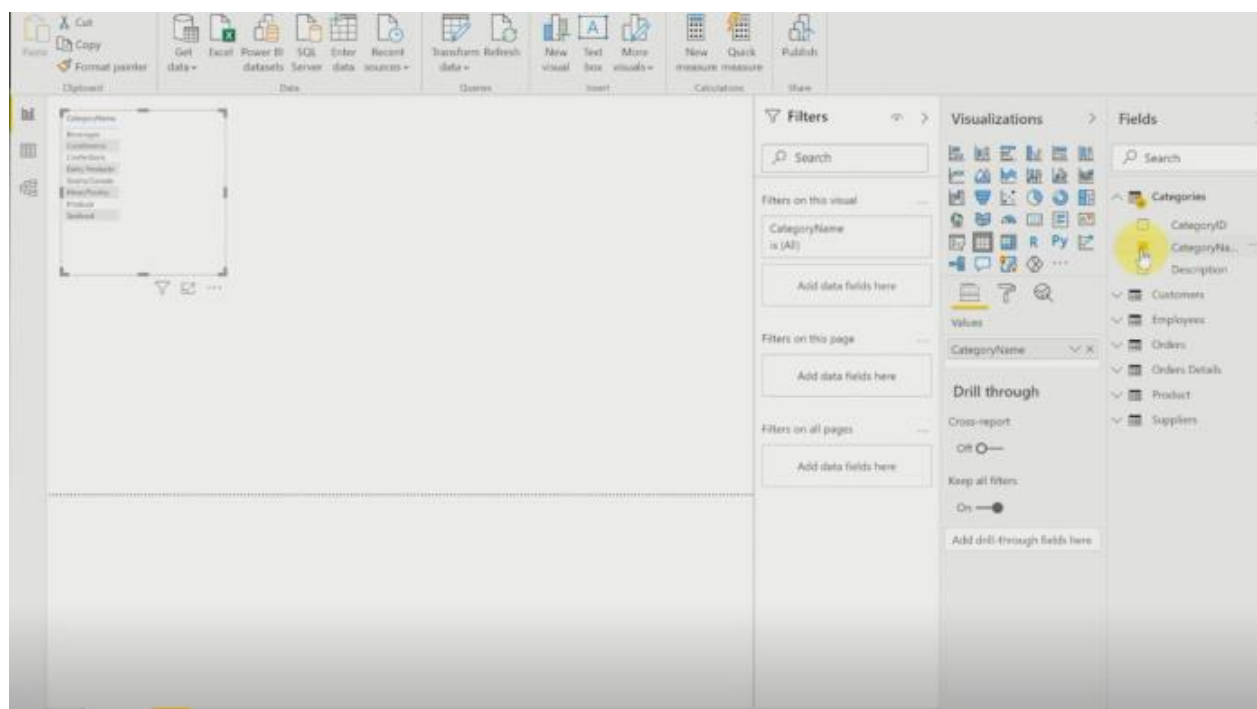 Cut
Copy
Format painter
Paste
Clipboard
Get data
Excel
Power BI datasets
SQL Server
Enter data
Recent sources
Data
Transform data
Refresh
Queries
New visual
Text box
More visuals
Insert
New measure
Quick measure
Calculations
Publish
Share
CategoryName
Beverages
Condiments
Confections
Dairy Products
Grains/Cereals
Meat/Poultry
Produce
Seafood
Filters
Search
Filters on this visual
...
CategoryName
is (All)
Add data fields here
Filters on this page
...
Add data fields here
Filters on all pages
...
Add data fields here
Visualizations
R
Py
...
Values
CategoryName
Drill through
Cross-report
Off
Keep all filters
On
Add drill-through fields here
Fields
Search
Categories
CategoryID
CategoryNa...
Description
Customers
Employees
Orders
Orders Details
Product
Suppliers